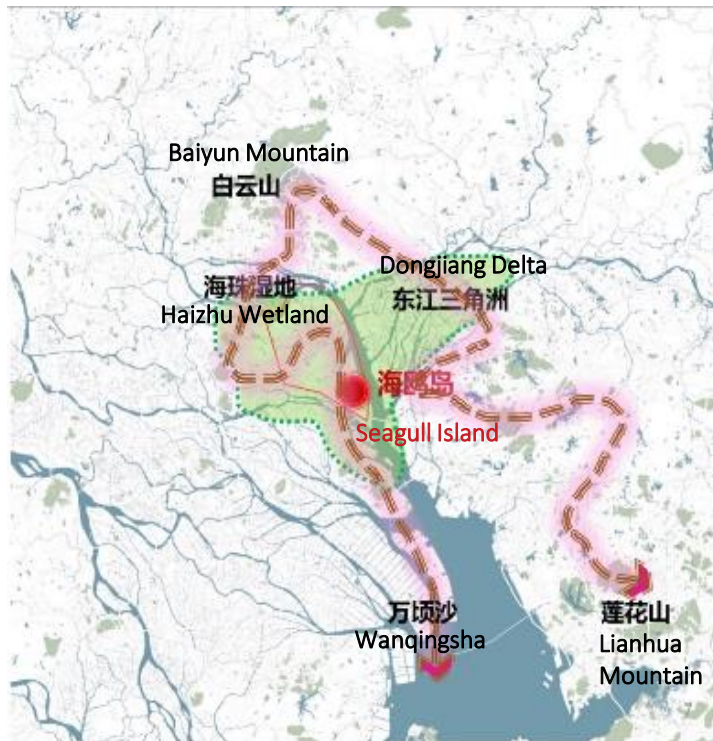 Baiyun Mountain
白云山
Dongjiang Delta
海珠湿地
东江三角洲
Haizhu Wetland
海鸥岛
Seagull Island
万顷沙
莲花山
Wanqingsha
Lianhua
Mountain